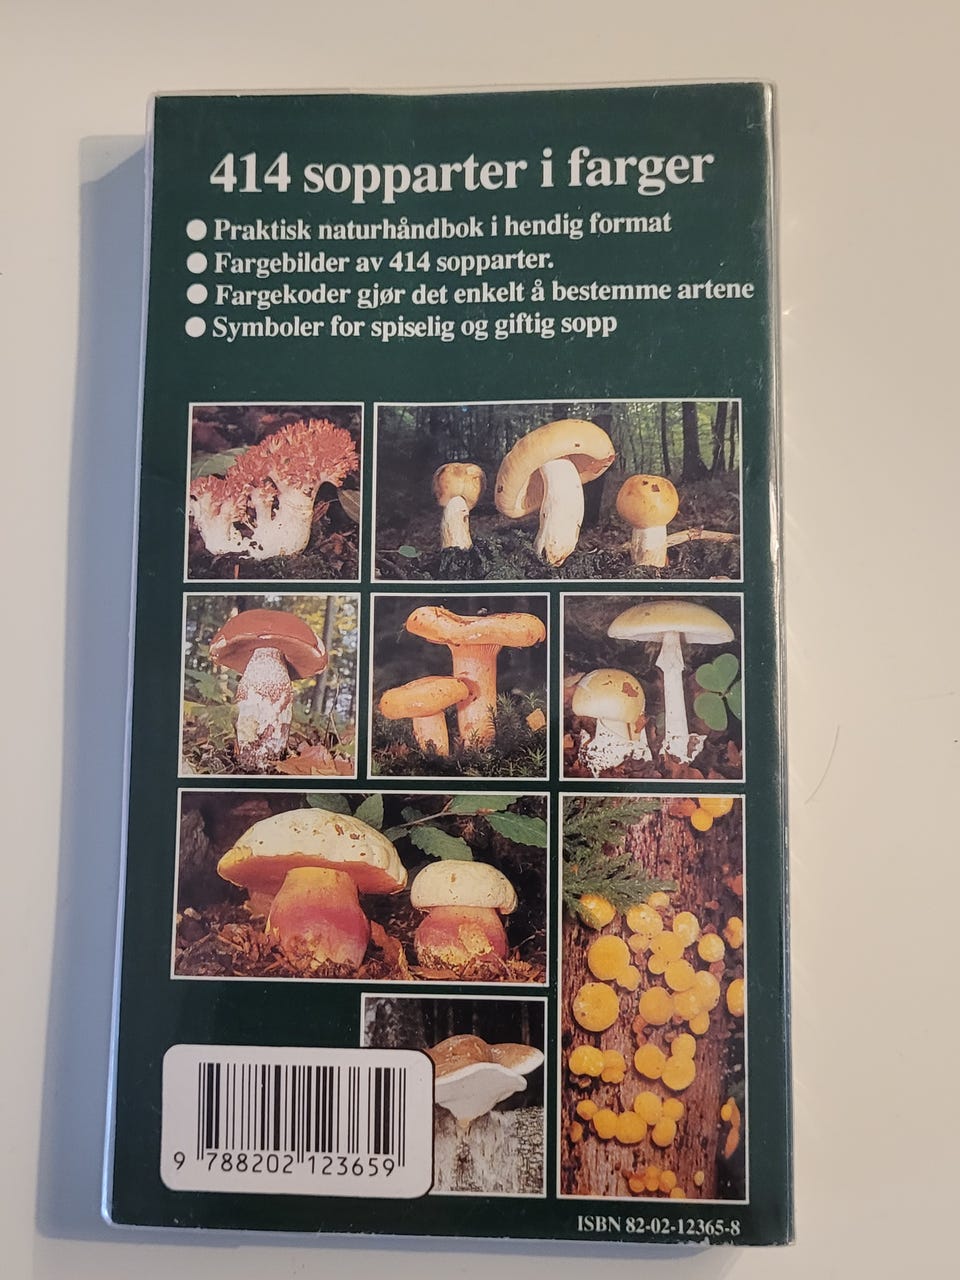 414 sopparter i farger
● Praktisk naturhåndbok i hendig format
● Fargebilder av 414 sopparter.
● Fargekoder gjør det enkelt å bestemme artene
● Symboler for spiselig og giftig sopp
9 788202 123659
ISBN 82-02-12365-8